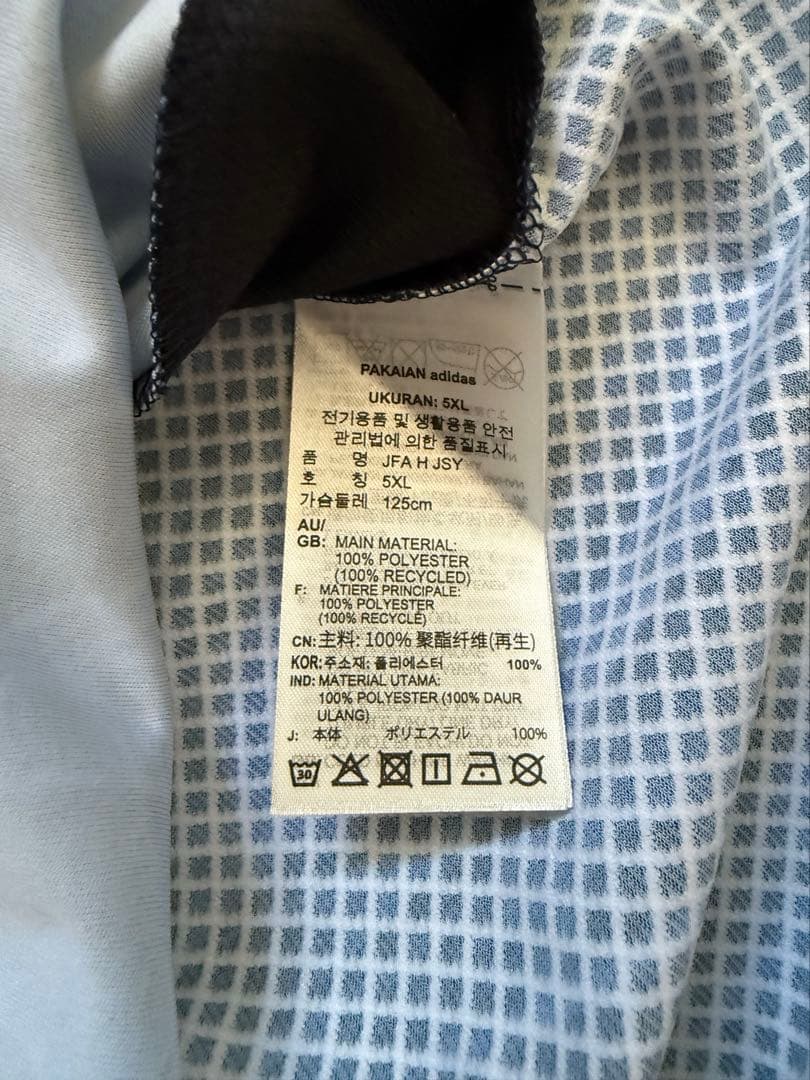 PAKAIAN adidas
UKURAN: 5XL
전기용품 및 생활용품 안전
관리법에 의한 품질표시
품 명 JFA H JSY
호 칭 5XL
가슴둘레 125cm
AU/
GB: MAIN MATERIAL:
100% POLYESTER
(100% RECYCLED)
F: MATIERE PRINCIPALE:
100% POLYESTER
(100% RECYCLÉ)
CN: 主料: 100% 聚酯纤维(再生)
KOR: 주소재: 폴리에스터 100%
IND: MATERIAL UTAMA:
100% POLYESTER (100% DAUR
ULANG)
J: 本体 ポリエステル 100%
30